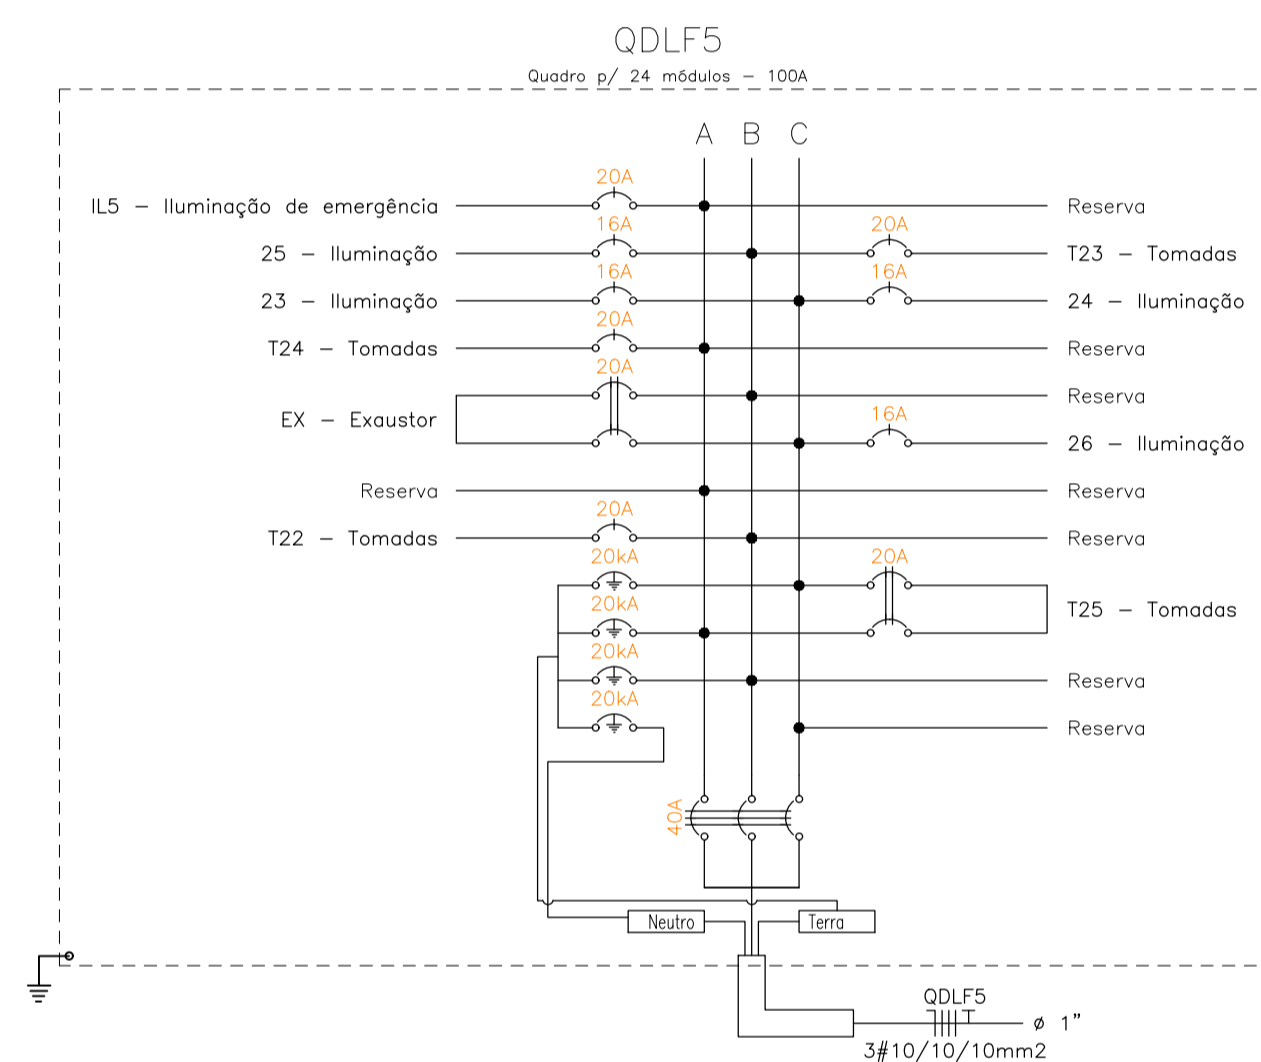 QDLF5
Quadro p/ 24 módulos – 100A
A B C
20A
IL5 – Iluminação de emergência Reserva
16A 20A
25 – Iluminação T23 – Tomadas
16A 16A
23 – Iluminação 24 – Iluminação
20A
T24 – Tomadas Reserva
20A
Reserva
EX – Exaustor
16A
26 – Iluminação
Reserva Reserva
20A
T22 – Tomadas Reserva
20kA 20A
20kA
T25 – Tomadas
20kA
Reserva
20kA
Reserva
40A
Neutro Terra
QDLF5
ø 1"
3#10/10/10mm2